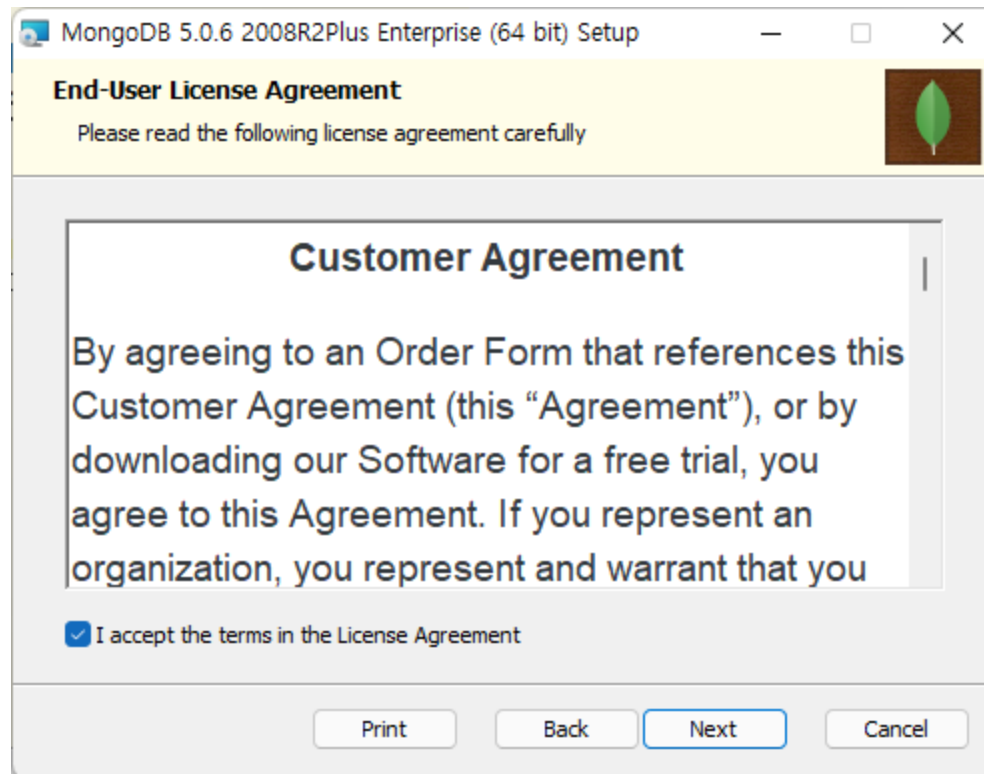 MongoDB 5.0.6 2008R2Plus Enterprise (64 bit) Setup
End-User License Agreement
Please read the following license agreement carefully
Customer Agreement
By agreeing to an Order Form that references this
Customer Agreement (this “Agreement”), or by
downloading our Software for a free trial, you
agree to this Agreement. If you represent an
organization, you represent and warrant that you
I accept the terms in the License Agreement
Print Back Next Cancel